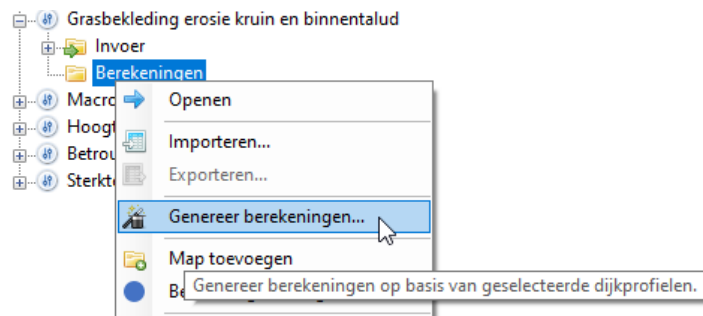 Grasbekleding erosie kruin en binnentalud
Invoer
Berekeningen
Openen
Importeren...
Exporteren...
Genereer berekeningen...
Map toevoegen
Genereer berekeningen op basis van geselecteerde dijkprofielen.